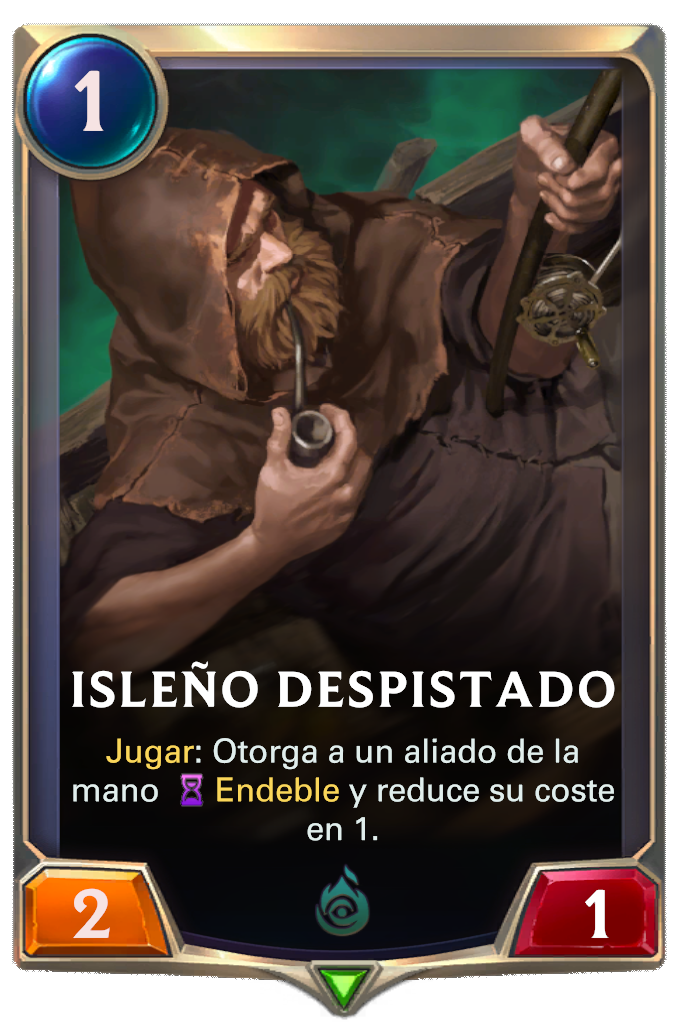 1
ISLEÑO DESPISTADO
Jugar: Otorga a un aliado de la
mano Endeble y reduce su coste
en 1.
2
1